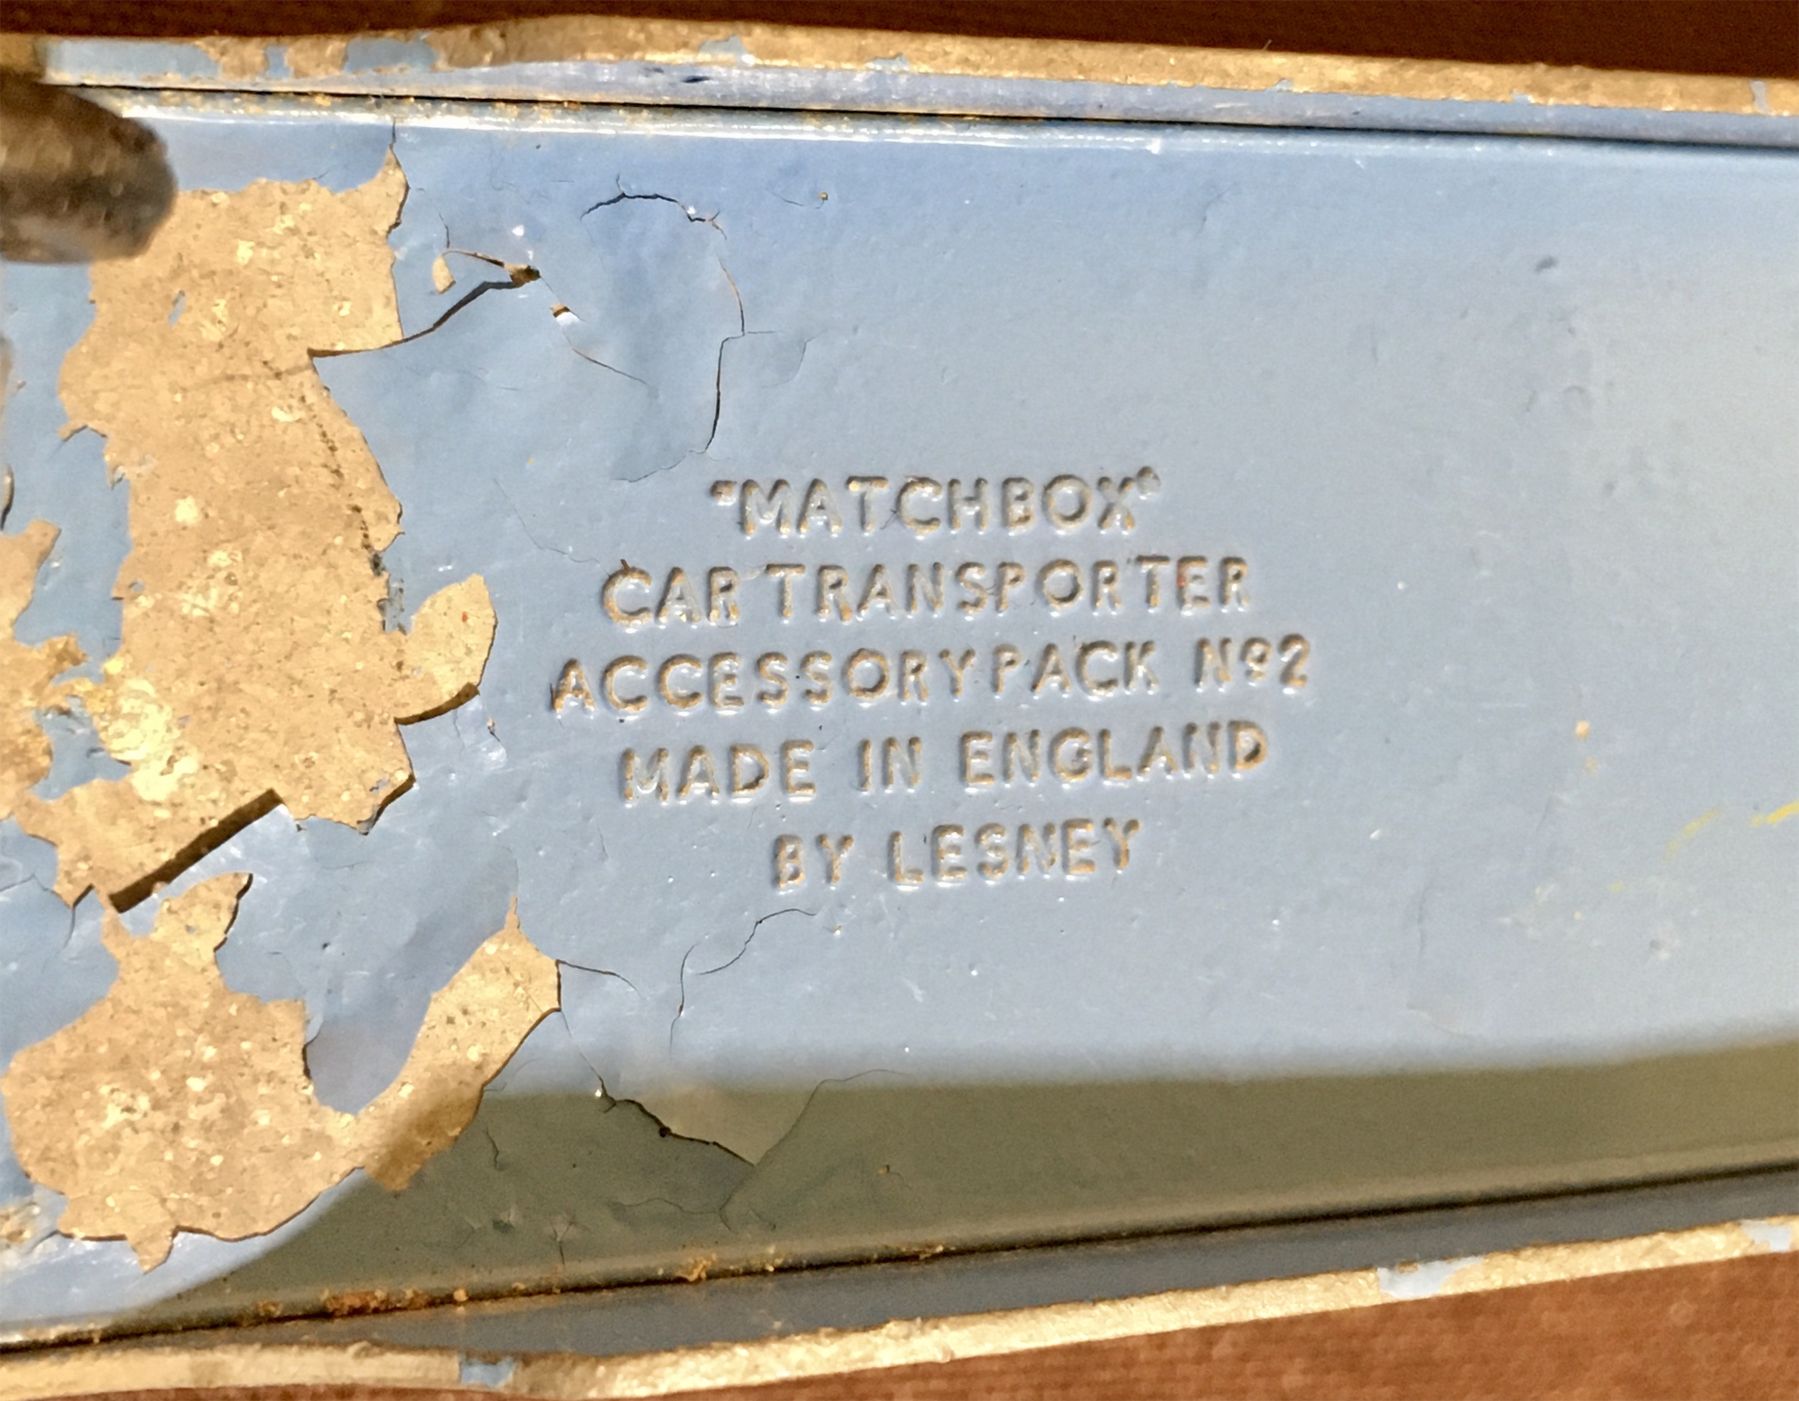 "MATCHBOX"
CAR TRANSPORTER
ACCESSORY PACK Nº2
MADE IN ENGLAND
BY LESNEY